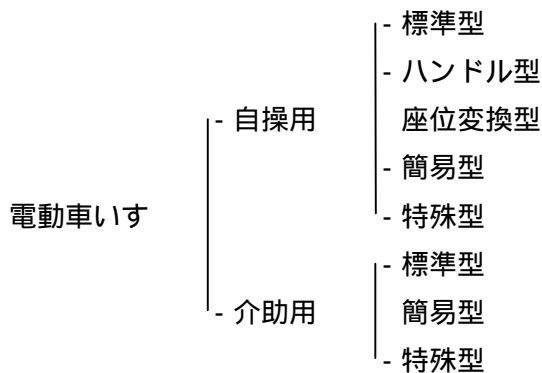 電動車いす
- 自操用
- 標準型
- ハンドル型
座位変換型
- 簡易型
- 特殊型
- 介助用
- 標準型
簡易型
- 特殊型